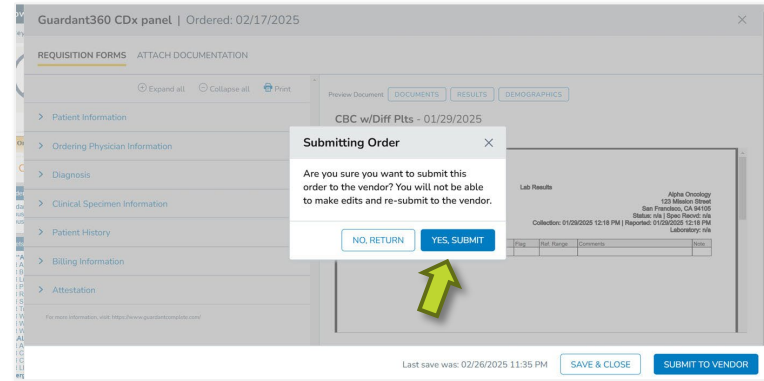 Guardant360 CDx panel | Ordered: 02/17/2025
REQUISITION FORMS ATTACH DOCUMENTATION
Expand all Collapse all Print
Patient Information
Ordering Physician Information
Diagnosis
Clinical Specimen Information
Patient History
Billing Information
Attestation
For more information, visit: https://www.guardantcomplete.com/
Preview Document DOCUMENTS RESULTS DEMOGRAPHICS
CBC w/Diff Plts - 01/29/2025
Lab Results
Alpha Oncology
123 Mission Street
San Francisco, CA 94105
Status: n/a | Spec Recvd: n/a
Collection: 01/29/2025 12:18 PM | Reported: 01/29/2025 12:18 PM
Laboratory: n/a
Flag Ref. Range Comments Note
Submitting Order
Are you sure you want to submit this
order to the vendor? You will not be able
to make edits and re-submit to the vendor.
NO, RETURN YES, SUBMIT
Last save was: 02/26/2025 11:35 PM SAVE & CLOSE SUBMIT TO VENDOR